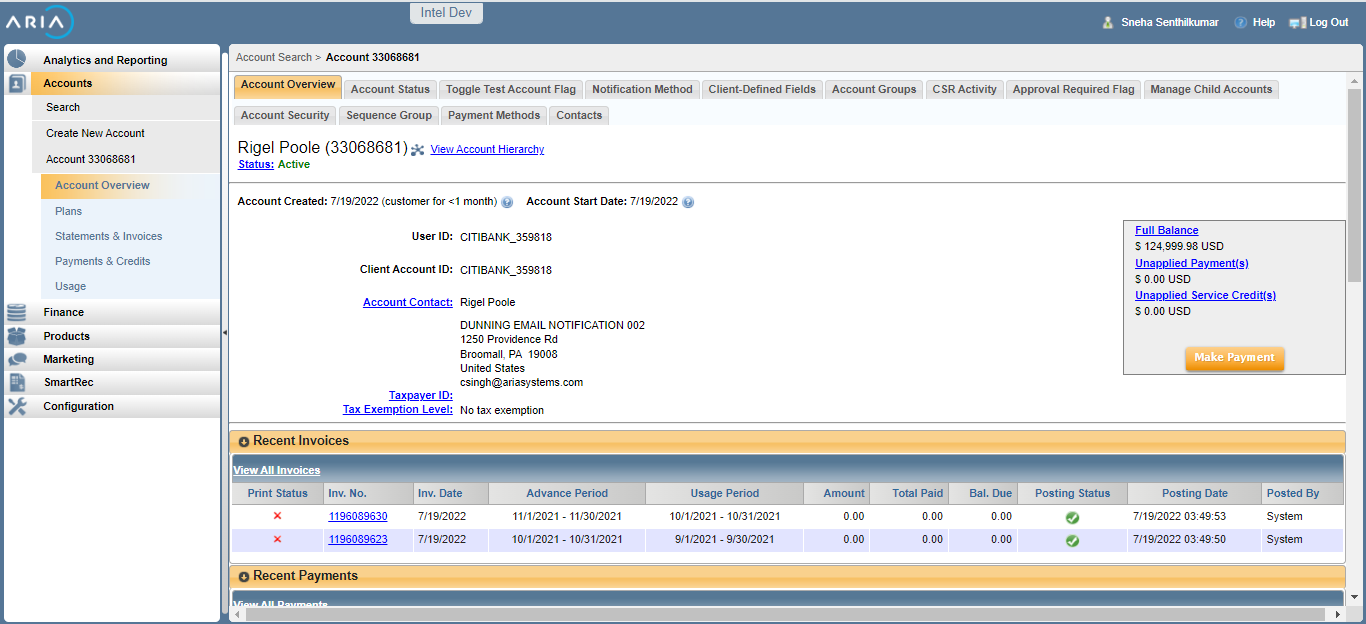 ARIA
Intel Dev
Sneha Senthilkumar Help Log Out
Analytics and Reporting
Accounts
Search
Create New Account
Account 33068681
Account Overview
Plans
Statements & Invoices
Payments & Credits
Usage
Finance
Products
Marketing
SmartRec
Configuration
Account Search > Account 33068681
Account Overview Account Status Toggle Test Account Flag Notification Method Client-Defined Fields Account Groups CSR Activity Approval Required Flag Manage Child Accounts
Account Security Sequence Group Payment Methods Contacts
Rigel Poole (33068681) View Account Hierarchy
Status: Active
Account Created: 7/19/2022 (customer for <1 month) Account Start Date: 7/19/2022
User ID: CITIBANK_359818
Client Account ID: CITIBANK_359818
Account Contact: Rigel Poole
DUNNING EMAIL NOTIFICATION 002
1250 Providence Rd
Broomall, PA 19008
United States
csingh@ariasystems.com
Taxpayer ID:
Tax Exemption Level: No tax exemption
Full Balance
$ 124,999.98 USD
Unapplied Payment(s)
$ 0.00 USD
Unapplied Service Credit(s)
$ 0.00 USD
Make Payment
Recent Invoices
View All Invoices
Print Status Inv. No. Inv. Date Advance Period Usage Period Amount Total Paid Bal. Due Posting Status Posting Date Posted By
1196089630 7/19/2022 11/1/2021 - 11/30/2021 10/1/2021 - 10/31/2021 0.00 0.00 0.00 7/19/2022 03:49:53 System
1196089623 7/19/2022 10/1/2021 - 10/31/2021 9/1/2021 - 9/30/2021 0.00 0.00 0.00 7/19/2022 03:49:50 System
Recent Payments
View All Payments